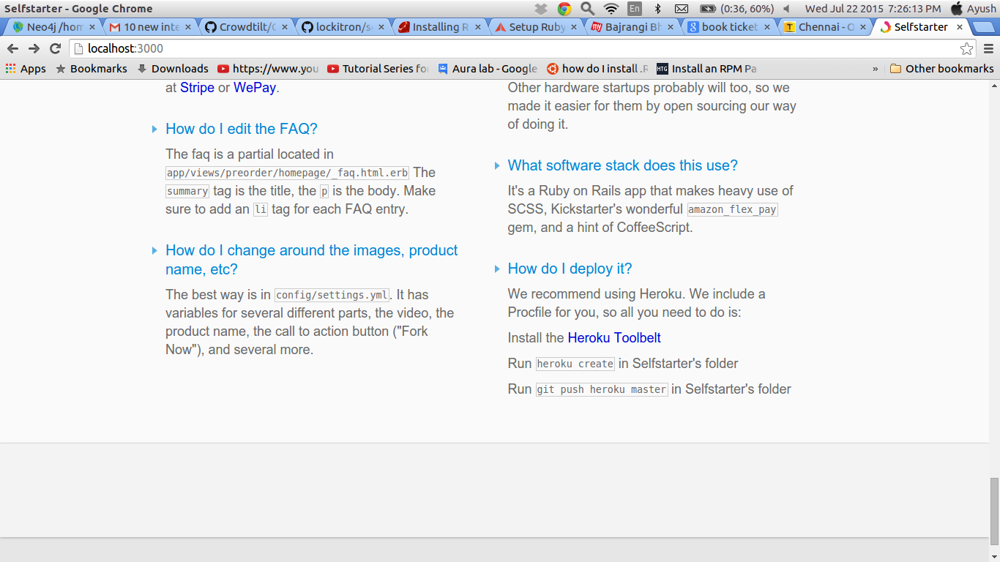 Selfstarter - Google Chrome
En
(0:36, 60%)
Wed Jul 22 2015 7:26:13 PM
Ayush
Neo4j /hom
10 new inte
Crowdtilt/C
lockitron/se
Installing R
Setup Ruby
my Bajrangi Bh
8 book ticket
T Chennai - O
Selfstarter
localhost:3000
Apps
Bookmarks
Downloads
https://www.you
Tutorial Series fo
Aura lab - Google
how do I install .R
HTG Install an RPM Pa
»
Other bookmarks
at Stripe or WePay.
How do I edit the FAQ?
The faq is a partial located in
app/views/preorder/homepage/_faq.html.erb The
summary tag is the title, the p is the body. Make
sure to add an li tag for each FAQ entry.
How do I change around the images, product
name, etc?
The best way is in config/settings.yml. It has
variables for several different parts, the video, the
product name, the call to action button ("Fork
Now"), and several more.
Other hardware startups probably will too, so we
made it easier for them by open sourcing our way
of doing it.
What software stack does this use?
It's a Ruby on Rails app that makes heavy use of
SCSS, Kickstarter's wonderful amazon_flex_pay
gem, and a hint of CoffeeScript.
How do I deploy it?
We recommend using Heroku. We include a
Procfile for you, so all you need to do is:
Install the Heroku Toolbelt
Run heroku create in Selfstarter's folder
Run git push heroku master in Selfstarter's folder